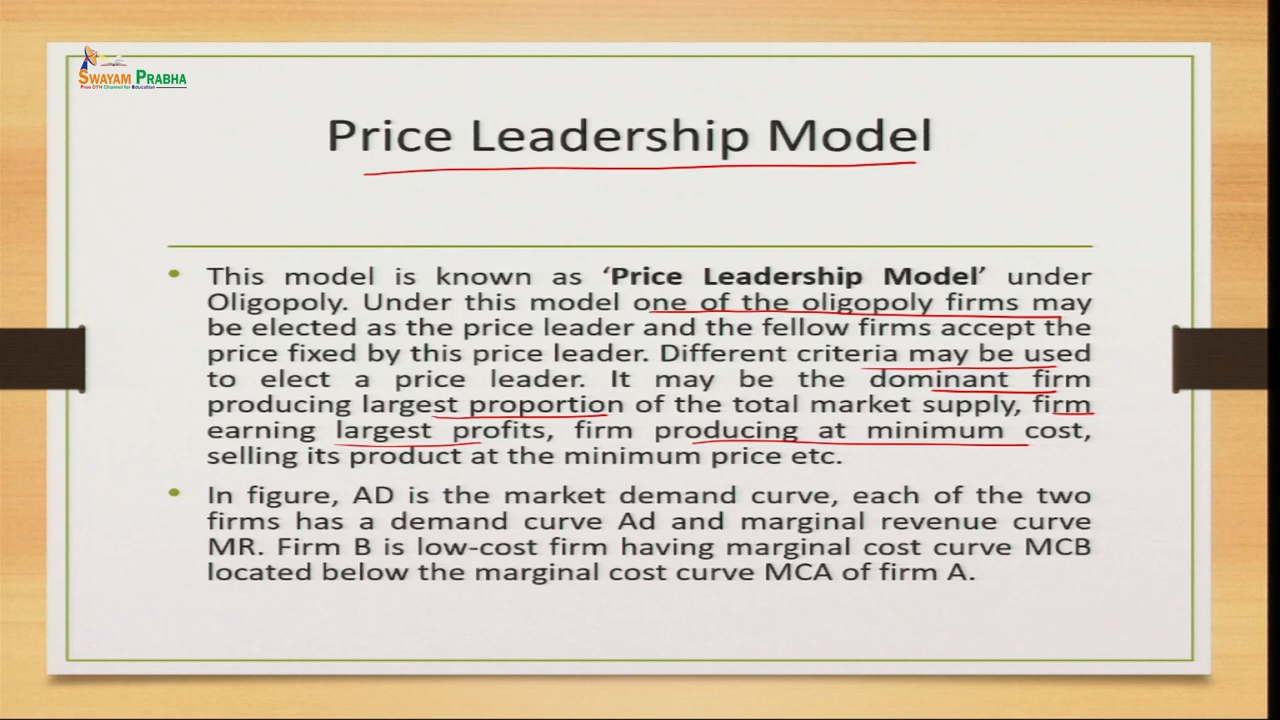 SWAYAM PRABHA
Free DTH Channel for Education
Price Leadership Model
• This model is known as ‘Price Leadership Model’ under
Oligopoly. Under this model one of the oligopoly firms may
be elected as the price leader and the fellow firms accept the
price fixed by this price leader. Different criteria may be used
to elect a price leader. It may be the dominant firm
producing largest proportion of the total market supply, firm
earning largest profits, firm producing at minimum cost,
selling its product at the minimum price etc.
• In figure, AD is the market demand curve, each of the two
firms has a demand curve Ad and marginal revenue curve
MR. Firm B is low-cost firm having marginal cost curve MCB
located below the marginal cost curve MCA of firm A.